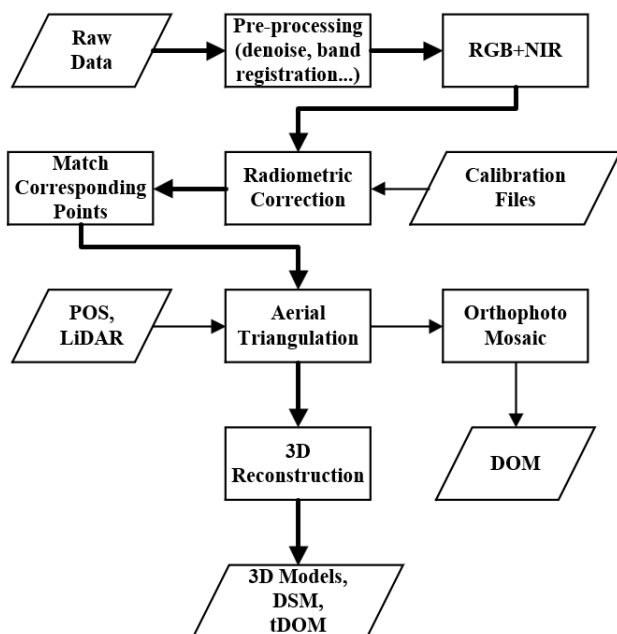 Raw
Data
Pre-processing
(denoise, band
registration...)
RGB+NIR
Match
Corresponding
Points
Radiometric
Correction
Calibration
Files
POS,
LiDAR
Aerial
Triangulation
Orthophoto
Mosaic
3D
Reconstruction
DOM
3D Models,
DSM,
tDOM